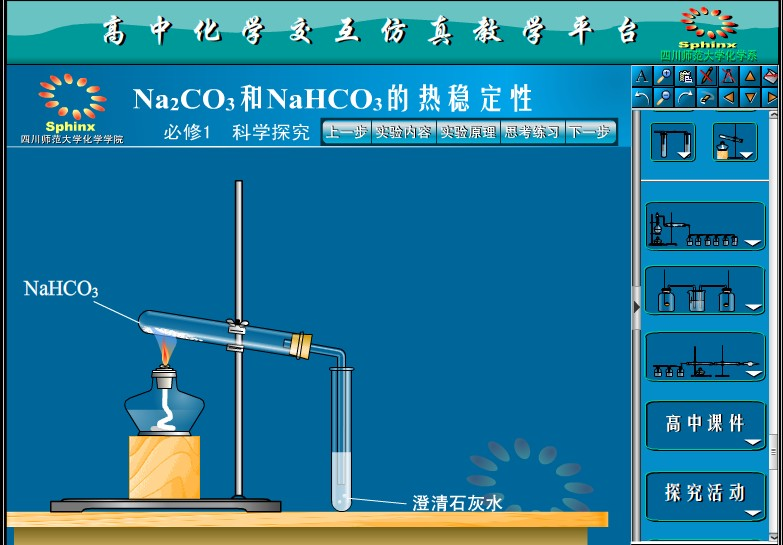 高中化学交互仿真教学平台
Sphinx
四川师范大学化学系
Sphinx
四川师范大学化学学院
Na₂CO₃和NaHCO₃的热稳定性
必修1 科学探究
上一步 实验内容 实验原理 思考练习 下一步
NaHCO₃
澄清石灰水
高中课件
探究活动